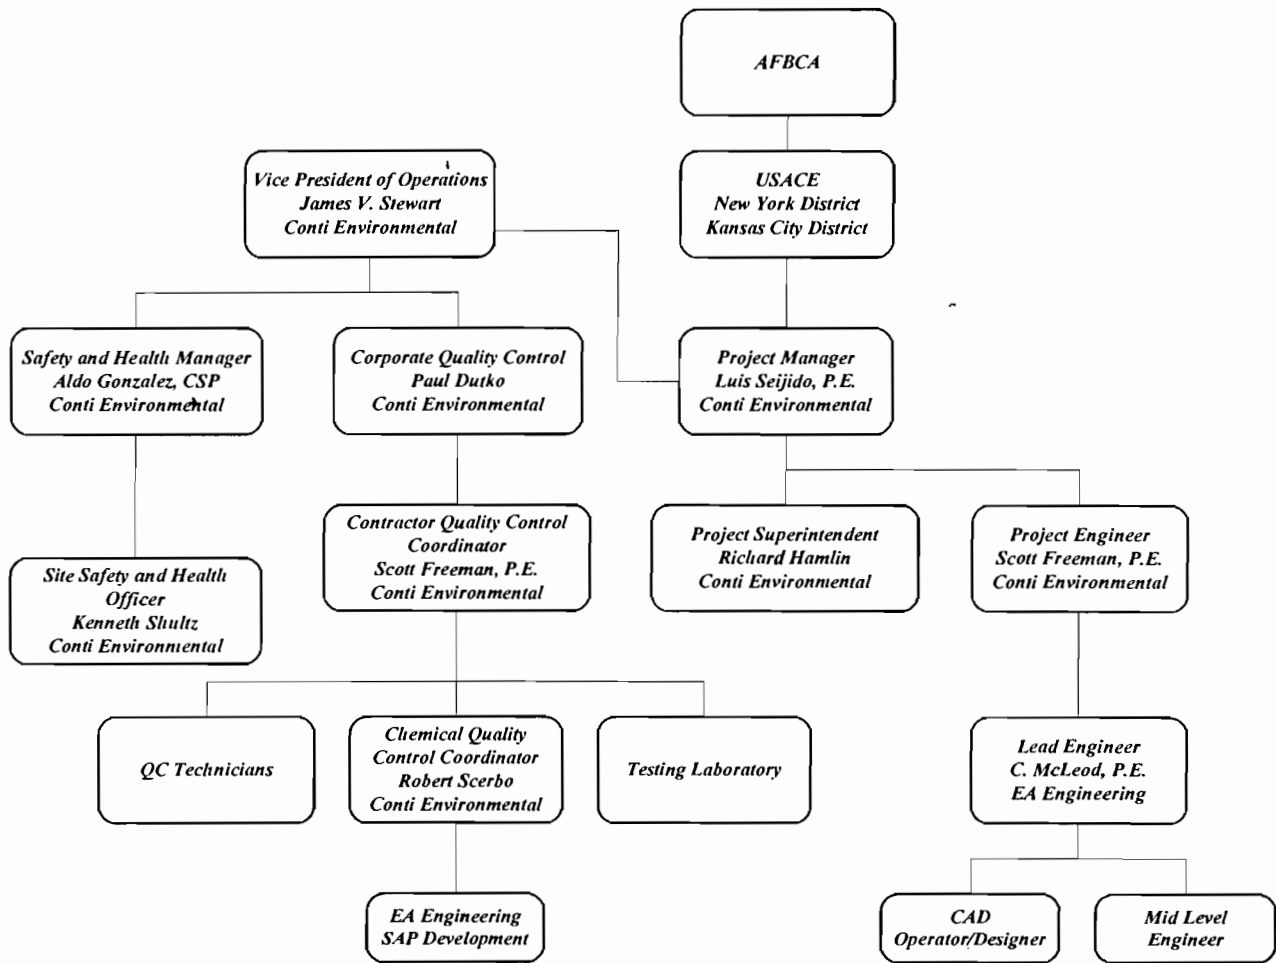 AFBCA
Vice President of Operations
James V. Stewart
Conti Environmental
USACE
New York District
Kansas City District
Safety and Health Manager
Aldo Gonzalez, CSP
Conti Environmental
Corporate Quality Control
Paul Dutko
Conti Environmental
Project Manager
Luis Seijido, P.E.
Conti Environmental
Contractor Quality Control
Coordinator
Scott Freeman, P.E.
Conti Environmental
Project Superintendent
Richard Hamlin
Conti Environmental
Project Engineer
Scott Freeman, P.E.
Conti Environmental
Site Safety and Health
Officer
Kenneth Shultz
Conti Environmental
QC Technicians
Chemical Quality
Control Coordinator
Robert Scerbo
Conti Environmental
Testing Laboratory
Lead Engineer
C. McLeod, P.E.
EA Engineering
EA Engineering
SAP Development
CAD
Operator/Designer
Mid Level
Engineer